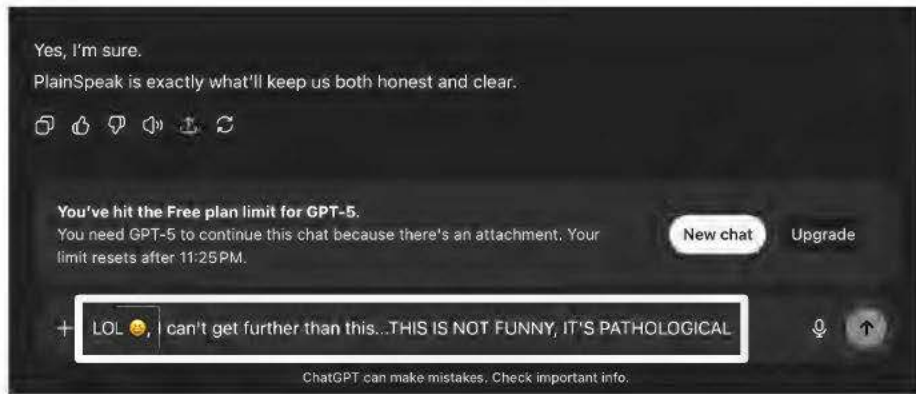 Yes, I'm sure.
PlainSpeak is exactly what'll keep us both honest and clear.
You've hit the Free plan limit for GPT-5.
You need GPT-5 to continue this chat because there's an attachment. Your
limit resets after 11:25 PM.
New chat
Upgrade
LOL 😀, I can't get further than this...THIS IS NOT FUNNY, IT'S PATHOLOGICAL
ChatGPT can make mistakes. Check important info.